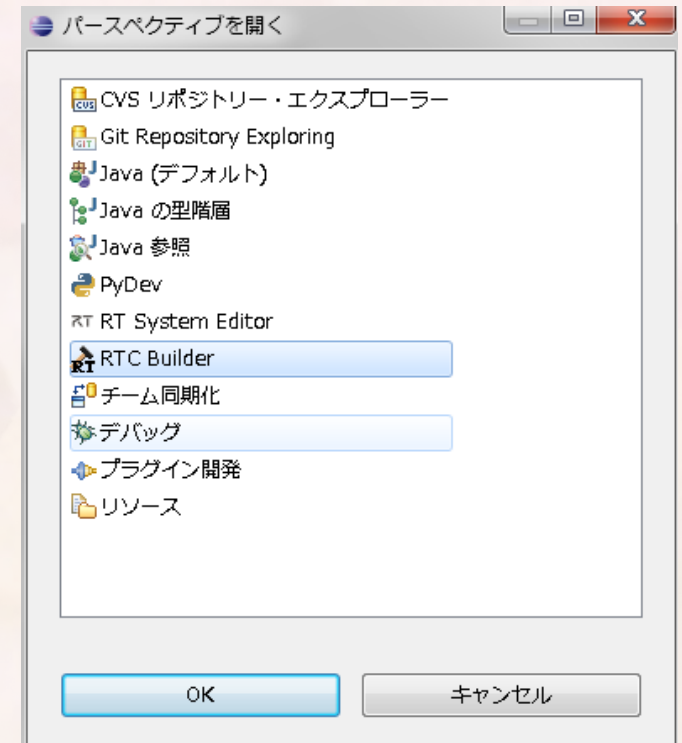 パースペクティブを開く
CVS リポジトリー・エクスプローラー
Git Repository Exploring
Java (デフォルト)
Java の型階層
Java 参照
PyDev
RT System Editor
RTC Builder
チーム同期化
デバッグ
プラグイン開発
リソース
OK
キャンセル